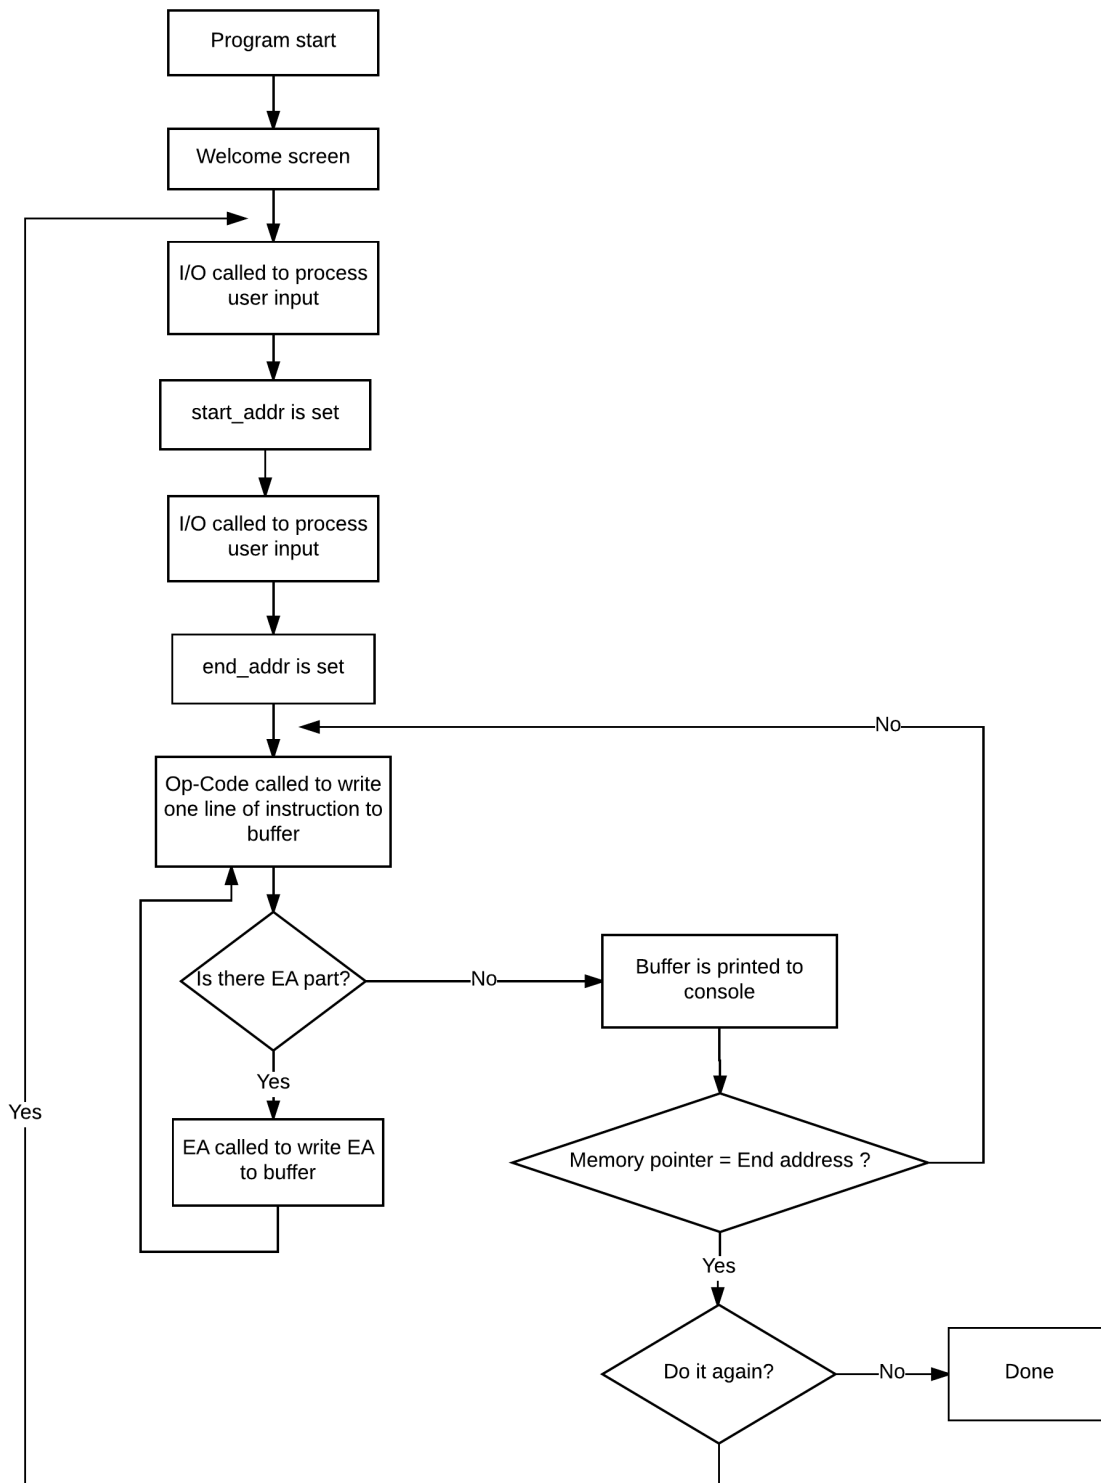 Program start
Welcome screen
I/O called to process
user input
start_addr is set
I/O called to process
user input
end_addr is set
No
Op-Code called to write
one line of instruction to
buffer
Is there EA part?
No
Buffer is printed to
console
Yes
Yes
EA called to write EA
to buffer
Memory pointer = End address ?
Yes
Do it again?
No
Done